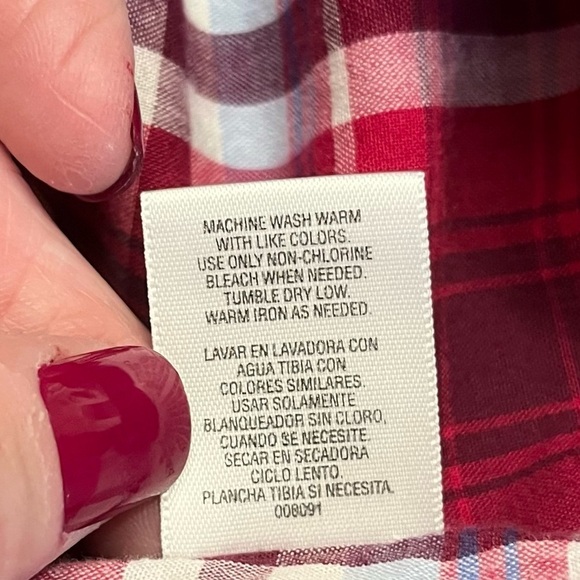 MACHINE WASH WARM
WITH LIKE COLORS.
USE ONLY NON-CHLORINE
BLEACH WHEN NEEDED.
TUMBLE DRY LOW.
WARM IRON AS NEEDED.
LAVAR EN LAVADORA CON
AGUA TIBIA CON
COLORES SIMILARES.
USAR SOLAMENTE
BLANQUEADOR SIN CLORO,
CUANDO SE NECESITE.
SECAR EN SECADORA
CICLO LENTO.
PLANCHA TIBIA SI NECESITA.
008091